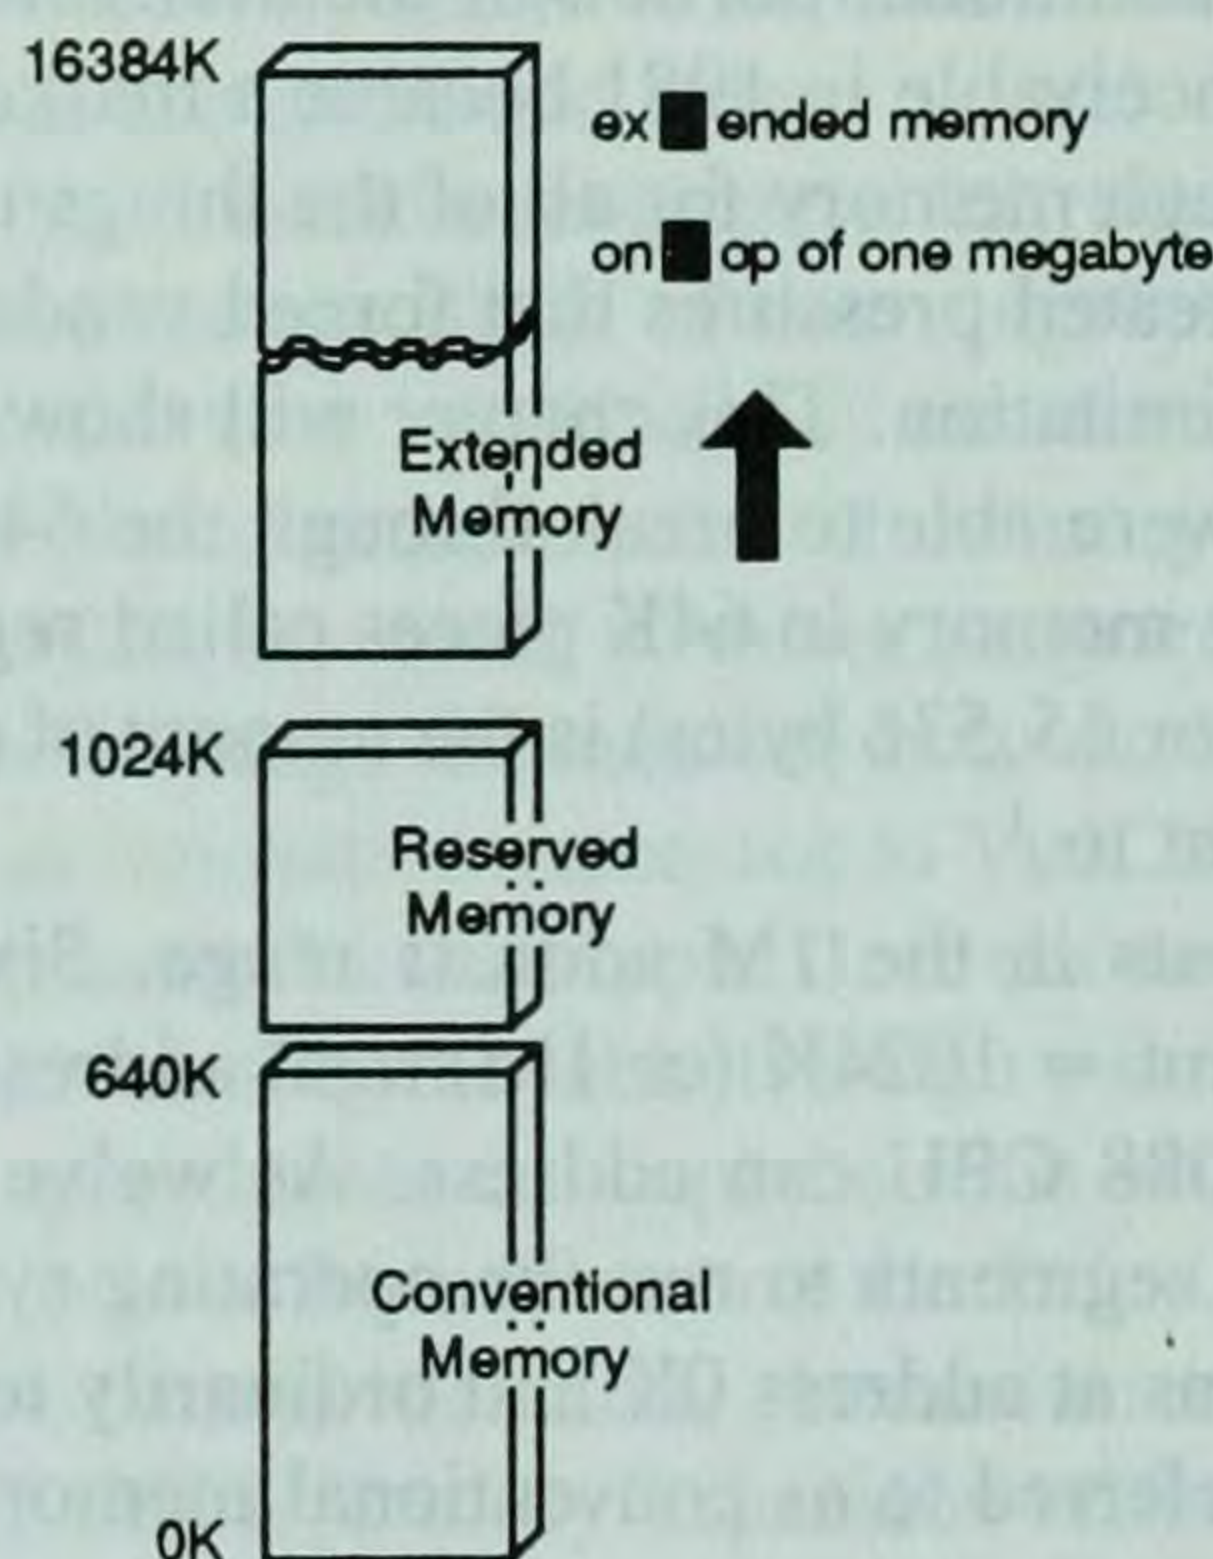 16384K
ex■ended memory
on■op of one megabyte
Extended
Memory
1024K
Reserved
Memory
640K
Conventional
Memory
0K